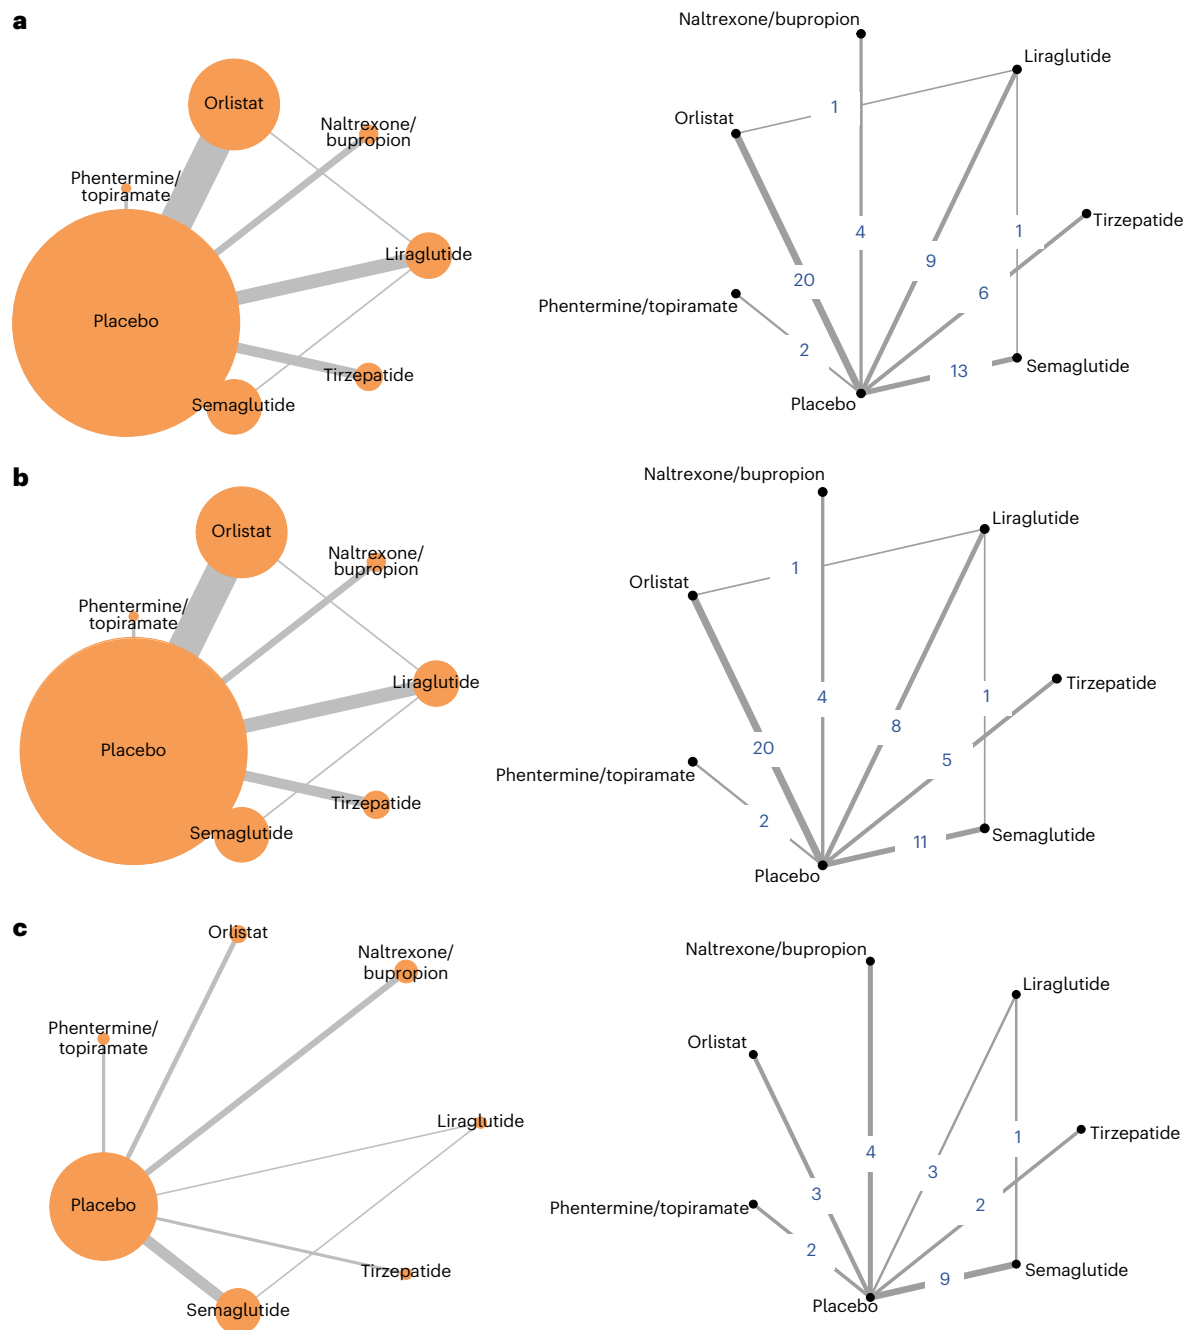 a
Orlistat
Naltrexone/
bupropion
Phentermine/
topiramate
Liraglutide
Placebo
Tirzepatide
Semaglutide
Naltrexone/bupropion
Liraglutide
1
Orlistat
Tirzepatide
4
1
9
20
6
Phentermine/topiramate
2
13
Semaglutide
Placebo
b
Orlistat
Naltrexone/
bupropion
Phentermine/
topiramate
Liraglutide
Placebo
Tirzepatide
Semaglutide
Naltrexone/bupropion
Liraglutide
1
Orlistat
Tirzepatide
4
1
8
20
5
Phentermine/topiramate
2
11
Semaglutide
Placebo
c
Orlistat
Naltrexone/
bupropion
Phentermine/
topiramate
Liraglutide
Placebo
Tirzepatide
Semaglutide
Naltrexone/bupropion
Liraglutide
Orlistat
1
Tirzepatide
4
3
3
2
Phentermine/topiramate
2
9
Semaglutide
Placebo